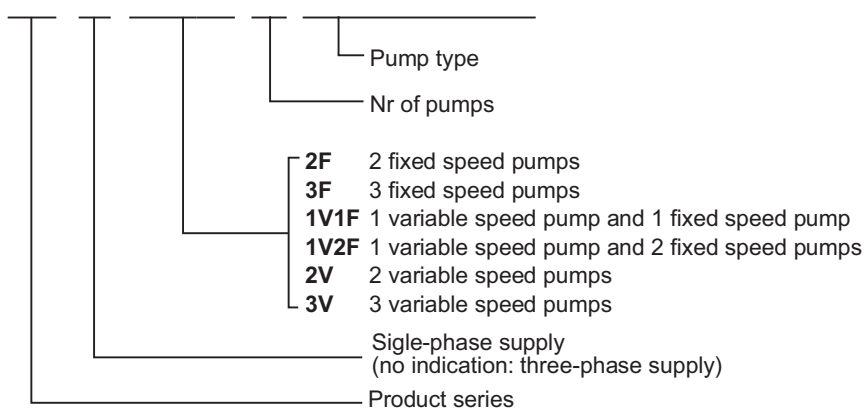 Pump type
Nr of pumps
2F 2 fixed speed pumps
3F 3 fixed speed pumps
1V1F 1 variable speed pump and 1 fixed speed pump
1V2F 1 variable speed pump and 2 fixed speed pumps
2V 2 variable speed pumps
3V 3 variable speed pumps
Sigle-phase supply
(no indication: three-phase supply)
Product series